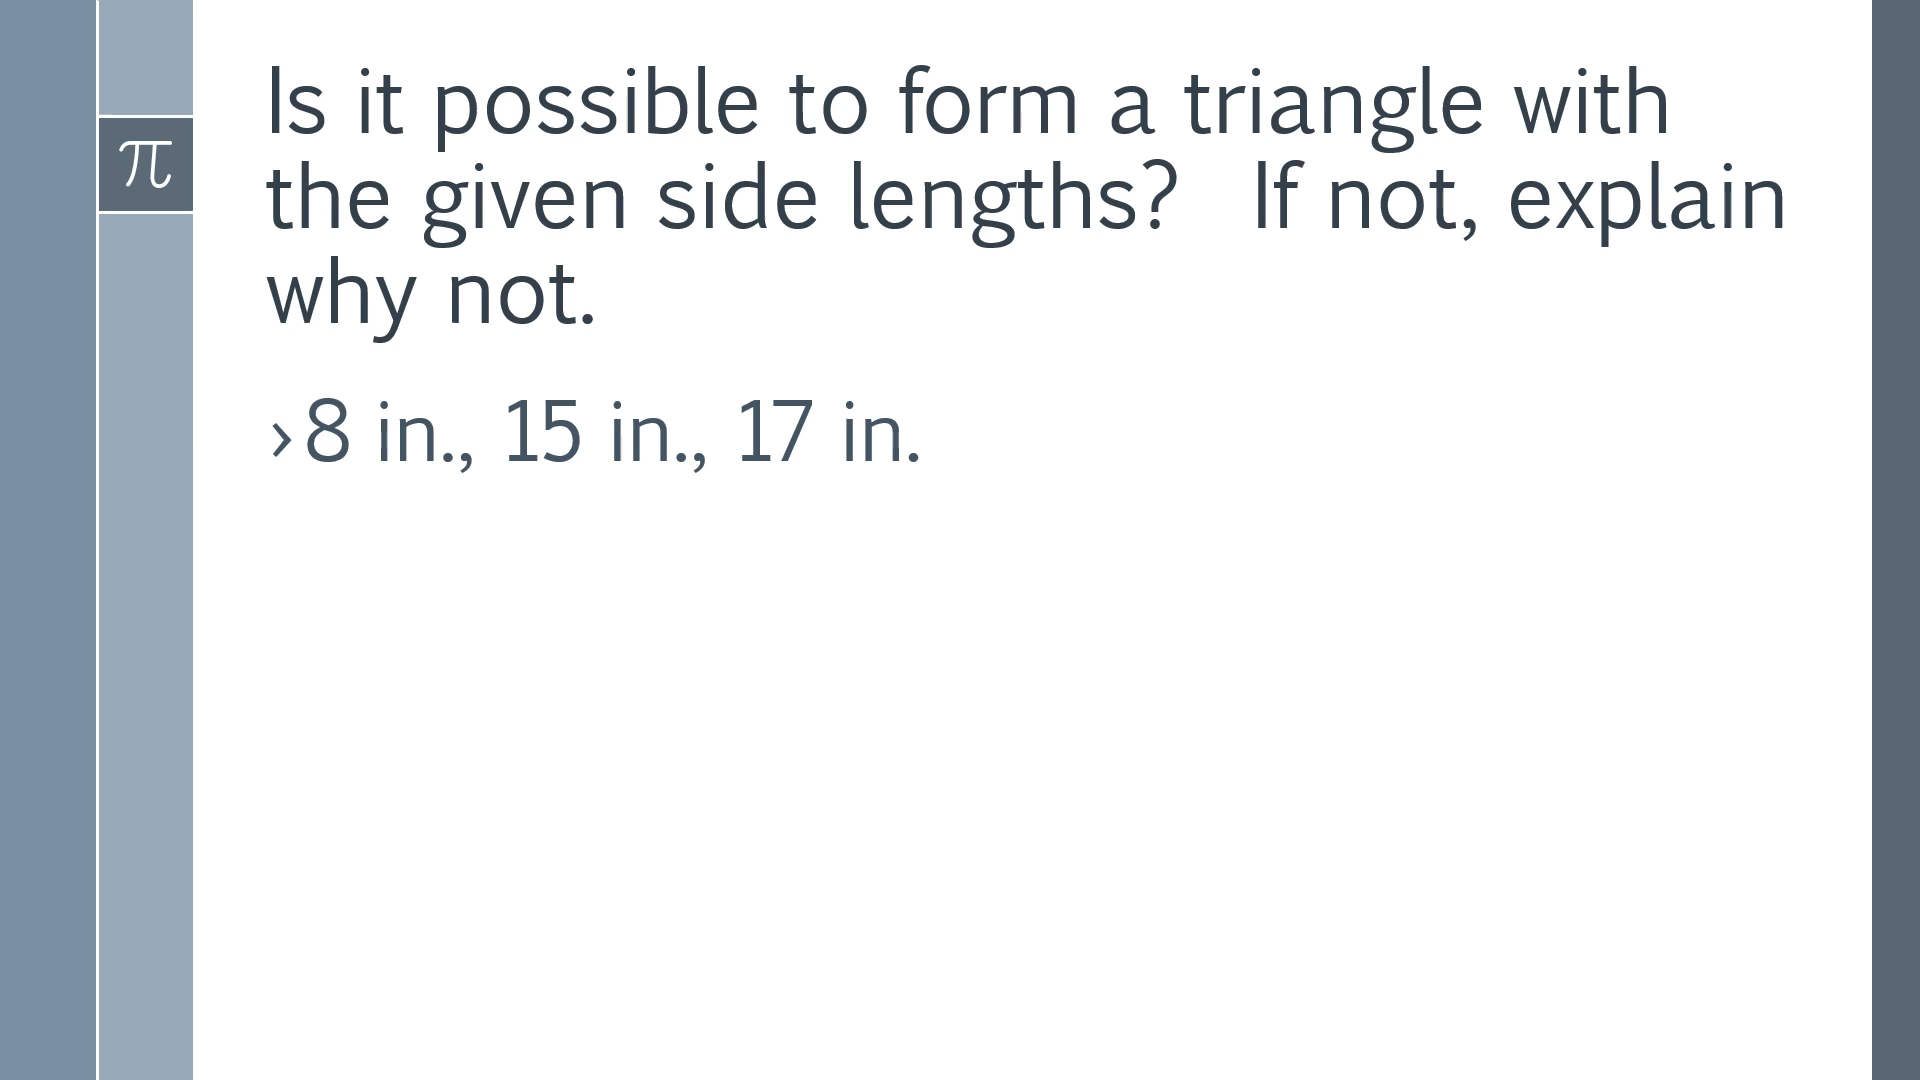 π
Is it possible to form a triangle with
the given side lengths? If not, explain
why not.
›8 in., 15 in., 17 in.